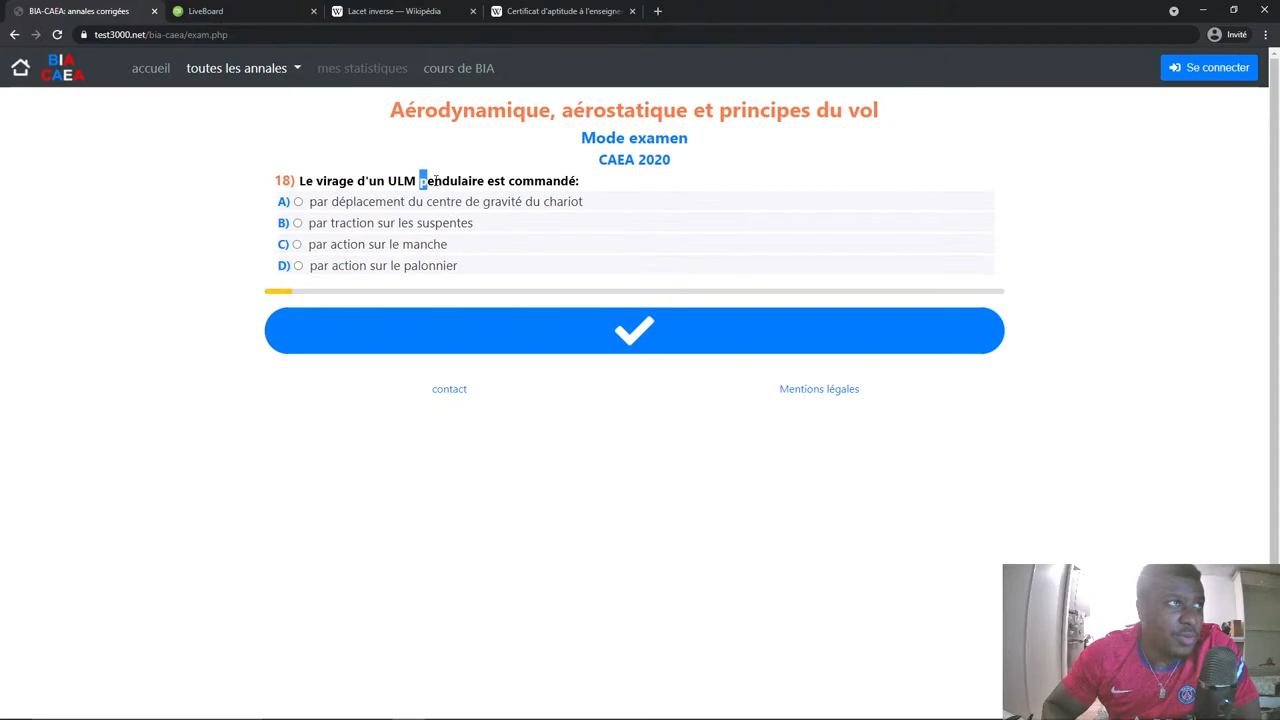 BIA-CAEA: annales corrigées
LiveBoard
Lacet inverse — Wikipédia
Certificat d'aptitude à l'enseigne
test3000.net/bia-caea/exam.php
Invité
BIA
CAEA
accueil
toutes les annales
mes statistiques
cours de BIA
Se connecter
Aérodynamique, aérostatique et principes du vol
Mode examen
CAEA 2020
18) Le virage d'un ULM pendulaire est commandé:
A) par déplacement du centre de gravité du chariot
B) par traction sur les suspentes
C) par action sur le manche
D) par action sur le palonnier
contact
Mentions légales